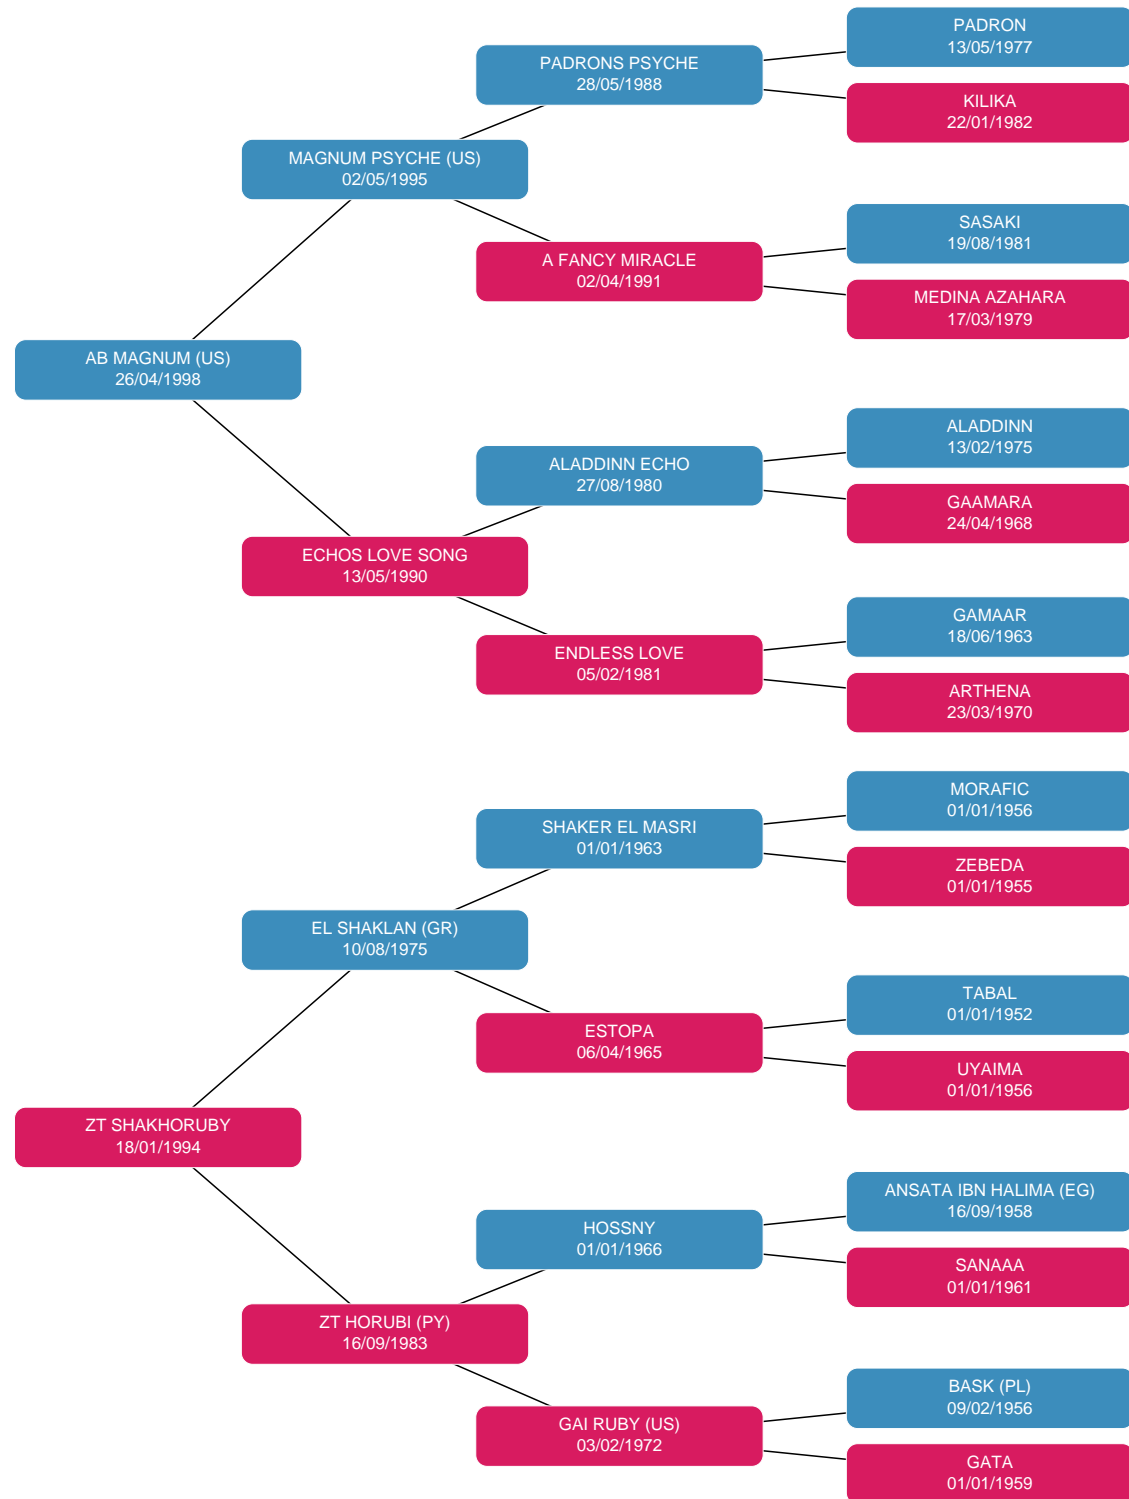 PADRON
13/05/1977
PADRONS PSYCHE
28/05/1988
KILIKA
22/01/1982
MAGNUM PSYCHE (US)
02/05/1995
SASAKI
19/08/1981
A FANCY MIRACLE
02/04/1991
MEDINA AZAHARA
17/03/1979
AB MAGNUM (US)
26/04/1998
ALADDINN
13/02/1975
ALADDINN ECHO
27/08/1980
GAAMARA
24/04/1968
ECHOS LOVE SONG
13/05/1990
GAMAAR
18/06/1963
ENDLESS LOVE
05/02/1981
ARTHENA
23/03/1970
MORAFIC
01/01/1956
SHAKER EL MASRI
01/01/1963
ZEBEDA
01/01/1955
EL SHAKLAN (GR)
10/08/1975
TABAL
01/01/1952
ESTOPA
06/04/1965
UYAIMA
01/01/1956
ZT SHAKHORUBY
18/01/1994
ANSATA IBN HALIMA (EG)
16/09/1958
HOSSNY
01/01/1966
SANAAA
01/01/1961
ZT HORUBI (PY)
16/09/1983
BASK (PL)
09/02/1956
GAI RUBY (US)
03/02/1972
GATA
01/01/1959